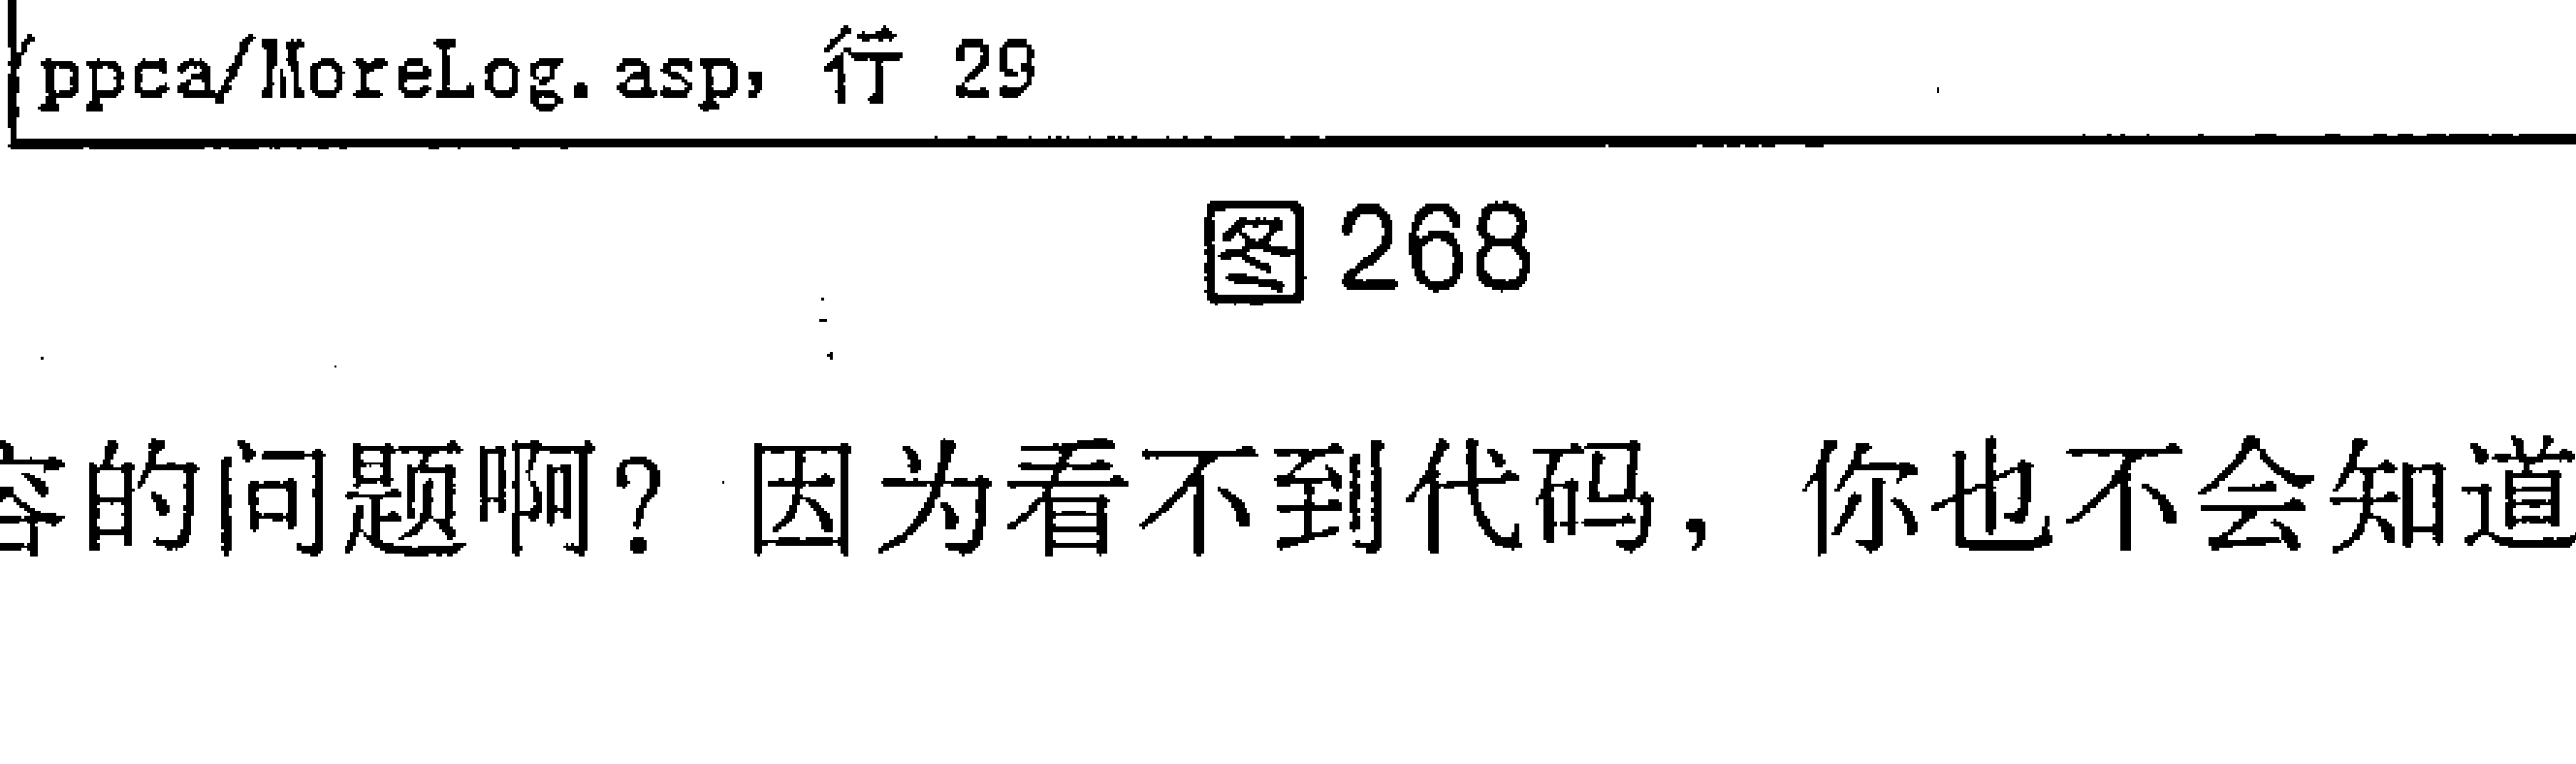 /ppca/MoreLog.asp, 行 29
图 268
容的问题啊？因为看不到代码，你也不会知道